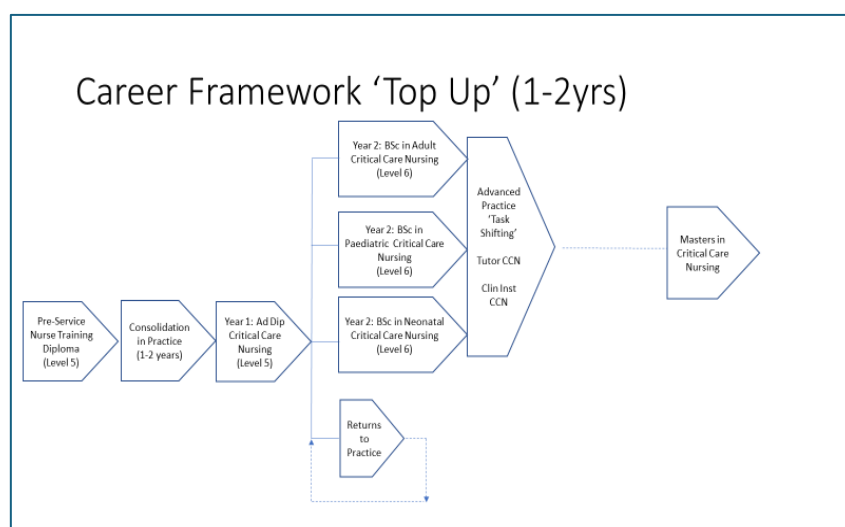 Career Framework ‘Top Up’ (1-2yrs)
Pre-Service
Nurse Training
Diploma
(Level 5)
Consolidation
in Practice
(1-2 years)
Year 1: Ad Dip
Critical Care
Nursing
(Level 5)
Year 2: BSc in Adult
Critical Care Nursing
(Level 6)
Year 2: BSc in
Paediatric Critical Care
Nursing
(Level 6)
Year 2: BSc in Neonatal
Critical Care Nursing
(Level 6)
Returns
to
Practice
Advanced
Practice
‘Task
Shifting’
Tutor CCN
Clin Inst
CCN
Masters in
Critical Care
Nursing